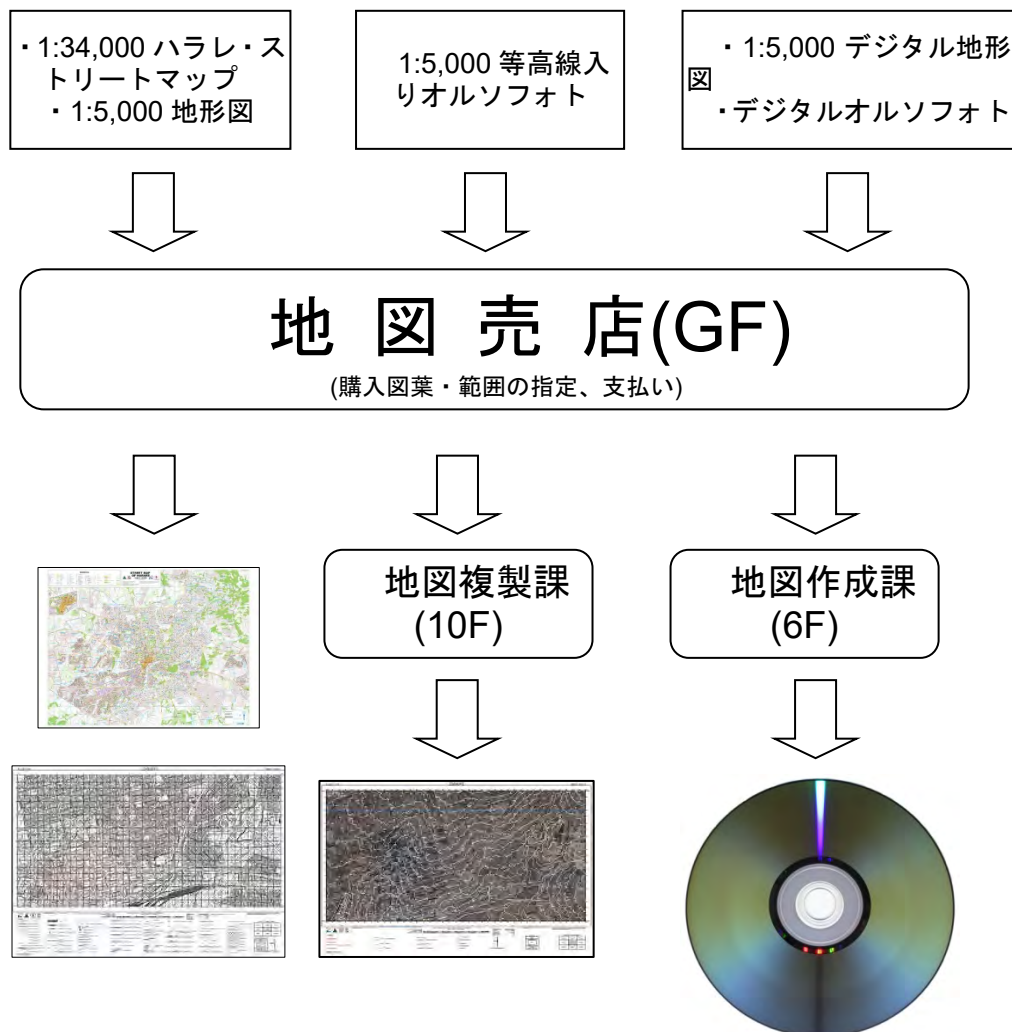 ・1:34,000 ハラレ・ス
トリートマップ
・1:5,000 地形図
1:5,000 等高線入
りオルソフォト
・1:5,000 デジタル地形
図
・デジタルオルソフォト
地 図 売 店(GF)
(購入図葉・範囲の指定、支払い)
地図複製課
(10F)
地図作成課
(6F)